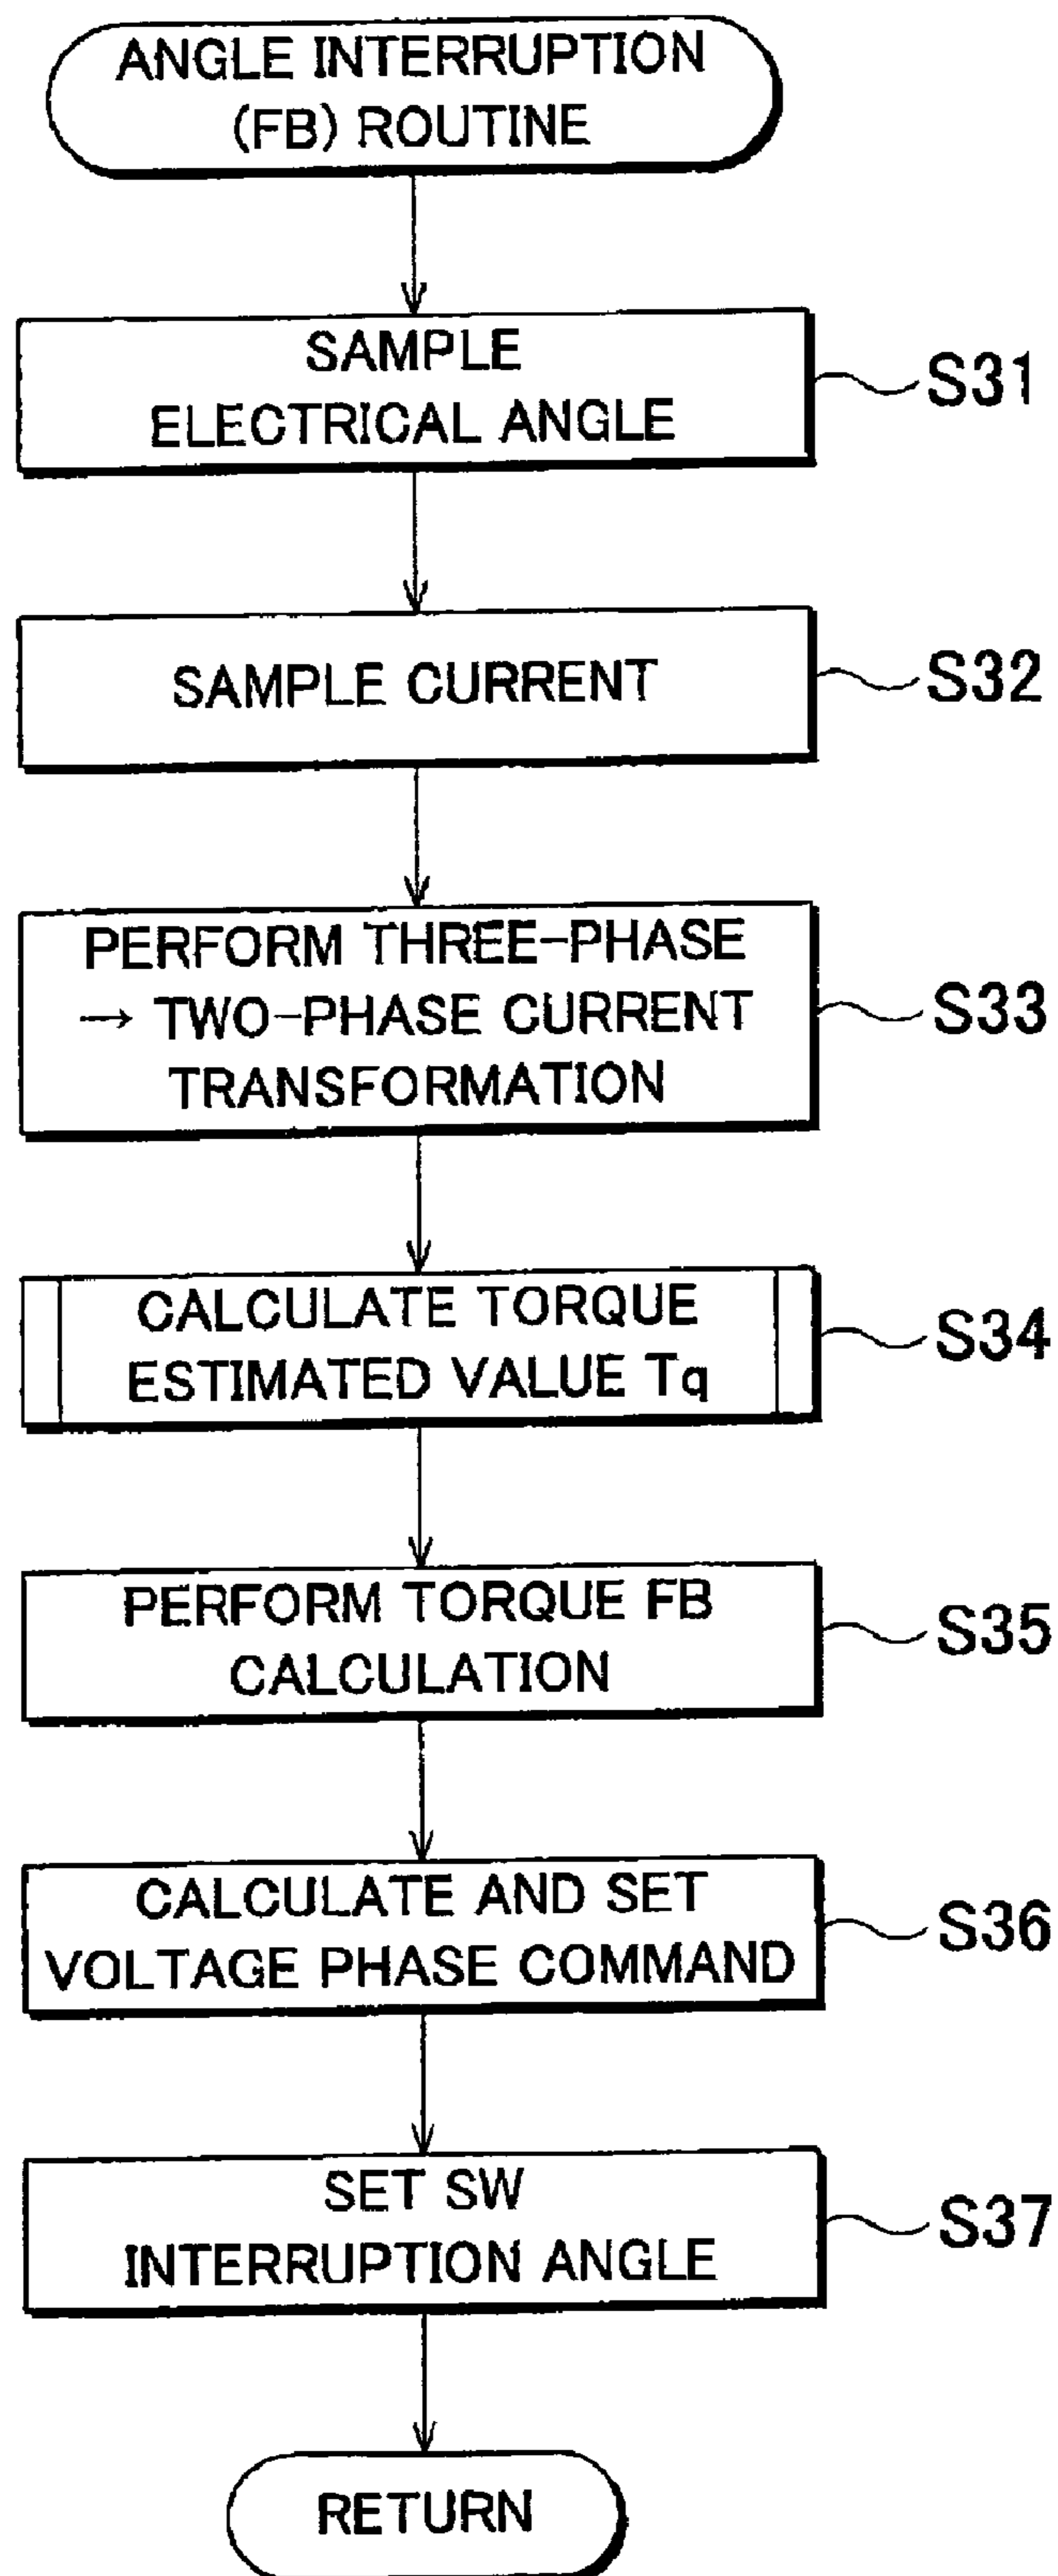 ANGLE INTERRUPTION
(FB) ROUTINE
SAMPLE
ELECTRICAL ANGLE
S31
SAMPLE CURRENT
S32
PERFORM THREE-PHASE
→ TWO-PHASE CURRENT
TRANSFORMATION
S33
CALCULATE TORQUE
ESTIMATED VALUE Tq
S34
PERFORM TORQUE FB
CALCULATION
S35
CALCULATE AND SET
VOLTAGE PHASE COMMAND
S36
SET SW
INTERRUPTION ANGLE
S37
RETURN